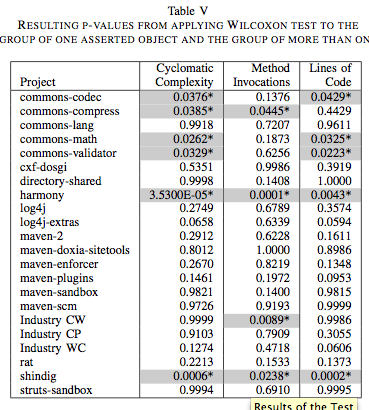 Table V
RESULTING P-VALUES FROM APPLYING WILCOXON TEST TO THE
GROUP OF ONE ASSERTED OBJECT AND THE GROUP OF MORE THAN ON
Cyclomatic Method Lines of
Project Complexity Invocations Code
commons-codec 0.0376* 0.1376 0.0429*
commons-compress 0.0385* 0.0445* 0.4429
commons-lang 0.9918 0.7207 0.9611
commons-math 0.0262* 0.1873 0.0325*
commons-validator 0.0329* 0.6256 0.0223*
cxf-dosgi 0.5351 0.9986 0.3919
directory-shared 0.9998 0.1408 1.0000
harmony 3.5300E-05* 0.0001* 0.0043*
log4j 0.2749 0.6789 0.3574
log4j-extras 0.0658 0.6339 0.0594
maven-2 0.2912 0.6228 0.1611
maven-doxia-sitetools 0.8012 1.0000 0.8986
maven-enforcer 0.2670 0.8219 0.1348
maven-plugins 0.1461 0.1972 0.0953
maven-sandbox 0.9821 0.1400 0.9815
maven-scm 0.9726 0.9193 0.9999
Industry CW 0.9999 0.0089* 0.9986
Industry CP 0.9103 0.7909 0.3055
Industry WC 0.1274 0.4718 0.0606
rat 0.2213 0.1533 0.1373
shindig 0.0006* 0.0238* 0.0002*
struts-sandbox 0.9994 0.6910 0.9995
Results of the Test